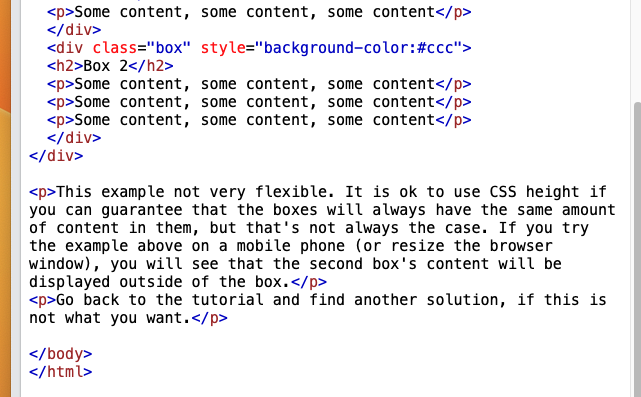 <p>Some content, some content, some content</p>
</div>
<div class="box" style="background-color:#ccc">
<h2>Box 2</h2>
<p>Some content, some content, some content</p>
<p>Some content, some content, some content</p>
<p>Some content, some content, some content</p>
</div>
</div>
<p>This example not very flexible. It is ok to use CSS height if
you can guarantee that the boxes will always have the same amount
of content in them, but that's not always the case. If you try
the example above on a mobile phone (or resize the browser
window), you will see that the second box's content will be
displayed outside of the box.</p>
<p>Go back to the tutorial and find another solution, if this is
not what you want.</p>
</body>
</html>